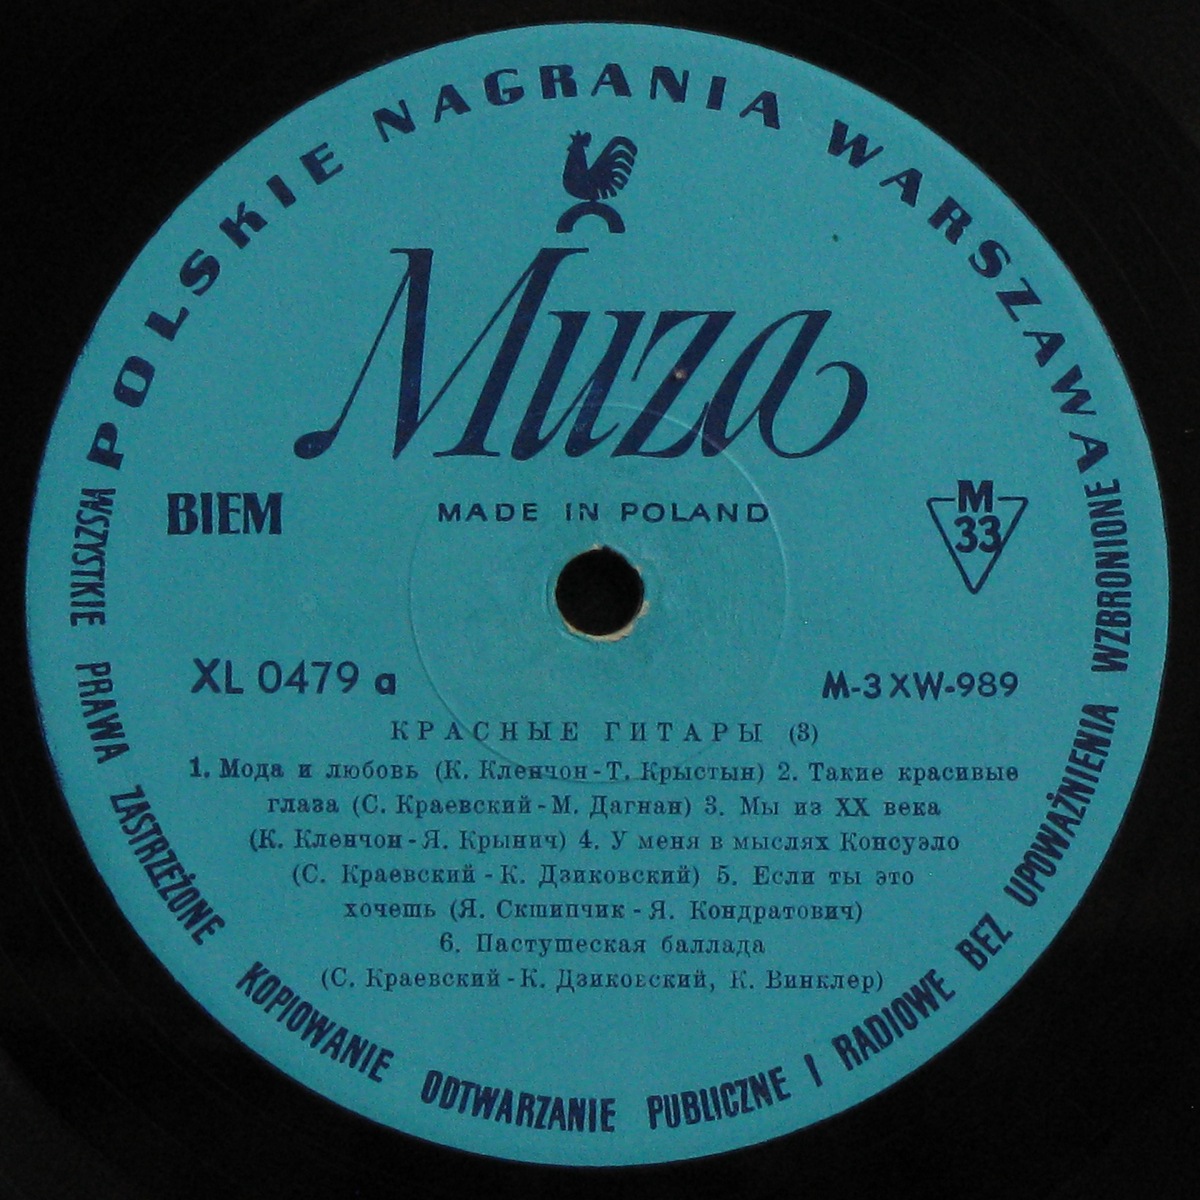 POLSKIE NAGRANIA WARSZAWA
Muza
BIEM
MADE IN POLAND
M
33
XL 0479 a
M-3 XW-989
КРАСНЫЕ ГИТАРЫ (3)
1. Мода и любовь (К. Кленчон - Т. Крыстын) 2. Такие красивые
глаза (С. Краевский - М. Дагнан) 3. Мы из XX века
(К. Кленчон - Я. Крынич) 4. У меня в мыслях Консуэло
(С. Краевский - К. Дзиковский) 5. Если ты это
хочешь (Я. Скшипчик - Я. Кондратович)
6. Пастушеская баллада
(С. Краевский - К. Дзиковский, К. Винклер)
WSZYSTKIE PRAWA ZASTRZEŻONE KOPIOWANIE ODTWARZANIE PUBLICZNE I RADIOWE BEZ UPOWAŻNIENIA WZBRONIONE